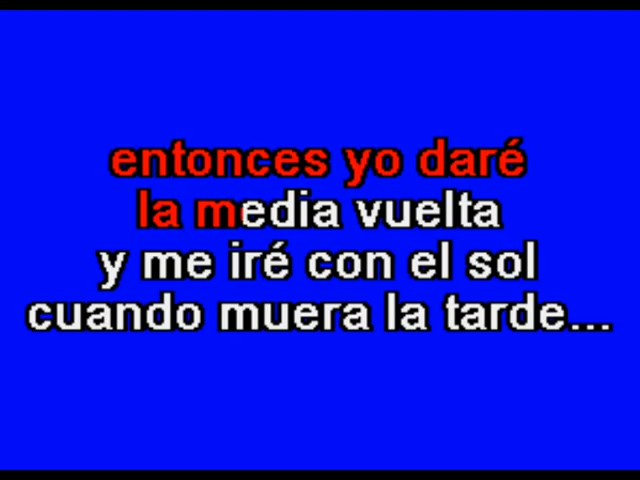 entonces yo daré
la media vuelta
y me iré con el sol
cuando muera la tarde...